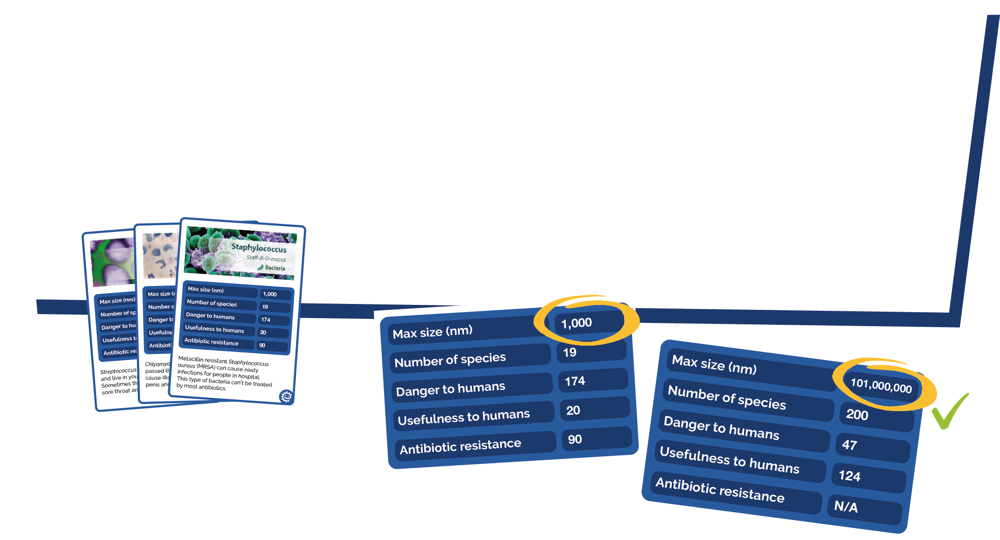 Max size (nm)
Number of sp
Danger to hu
Usefulness t
Antibiotic res
Streptococcus
and live in you
Sometimes th
sore throat an
Max size (
Number o
Danger to
Usefulne
Antibioti
Chlyamyd
passed th
cause dis
penis and
Staphylococcus
Staff-ill-O-coccus
Bacteria
Max size (nm) 1,000
Number of species 19
Danger to humans 174
Usefulness to humans 20
Antibiotic resistance 90
Metacillin resistant Staphylococcus
aureus (MRSA) can cause nasty
infections for people in hospital.
This type of bacteria can't be treated
by most antibiotics.
Max size (nm) 1,000
Number of species 19
Danger to humans 174
Usefulness to humans 20
Antibiotic resistance 90
Max size (nm) 101,000,000
Number of species 200
Danger to humans 47
Usefulness to humans 124
Antibiotic resistance N/A